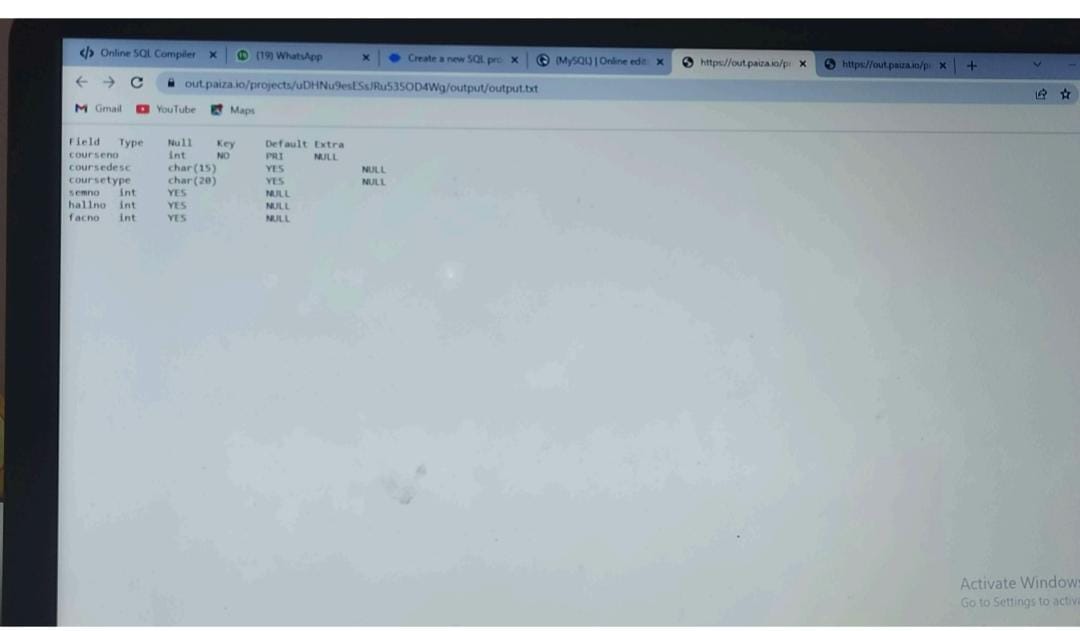 </> Online SQL Compiler (19) WhatsApp Create a new SQL pro (MySQL) | Online edit https://out.paiza.io/pr https://out.paiza.io/pr
out.paiza.io/projects/uDHNu9esESsJRu535OD4Wg/output/output.txt
Gmail YouTube Maps
Field Type Null Key Default Extra
courseno int NO PRI NULL
coursedesc char(15) YES NULL
coursetype char(20) YES NULL
semno int YES NULL
hallno int YES NULL
facno int YES NULL
Activate Windows
Go to Settings to activa